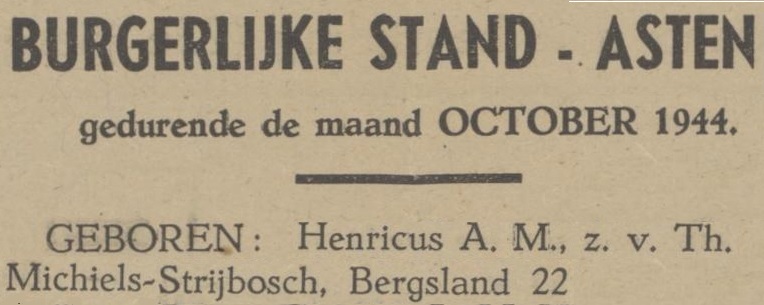 BURGERLIJKE STAND - ASTEN
gedurende de maand OCTOBER 1944.
GEBOREN: Henricus A. M., z. v. Th.
Michiels-Strijbosch, Bergsland 22